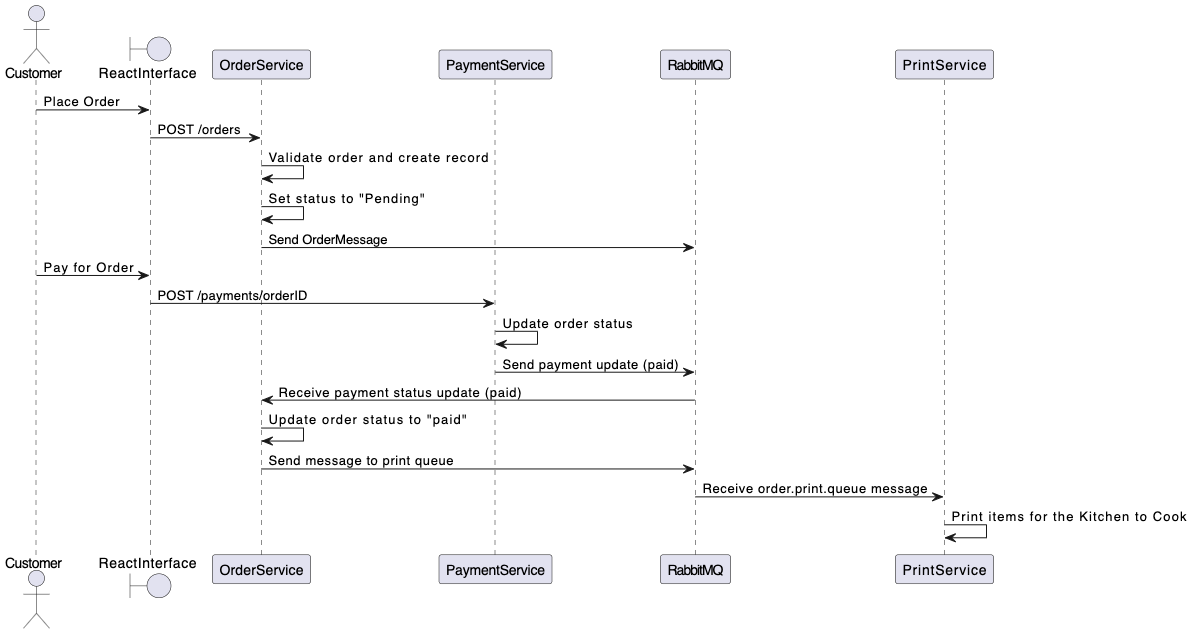 Customer
ReactInterface
OrderService
PaymentService
RabbitMQ
PrintService
Place Order
POST /orders
Validate order and create record
Set status to "Pending"
Send OrderMessage
Pay for Order
POST /payments/orderID
Update order status
Send payment update (paid)
Receive payment status update (paid)
Update order status to "paid"
Send message to print queue
Receive order.print.queue message
Print items for the Kitchen to Cook
Customer
ReactInterface
OrderService
PaymentService
RabbitMQ
PrintService